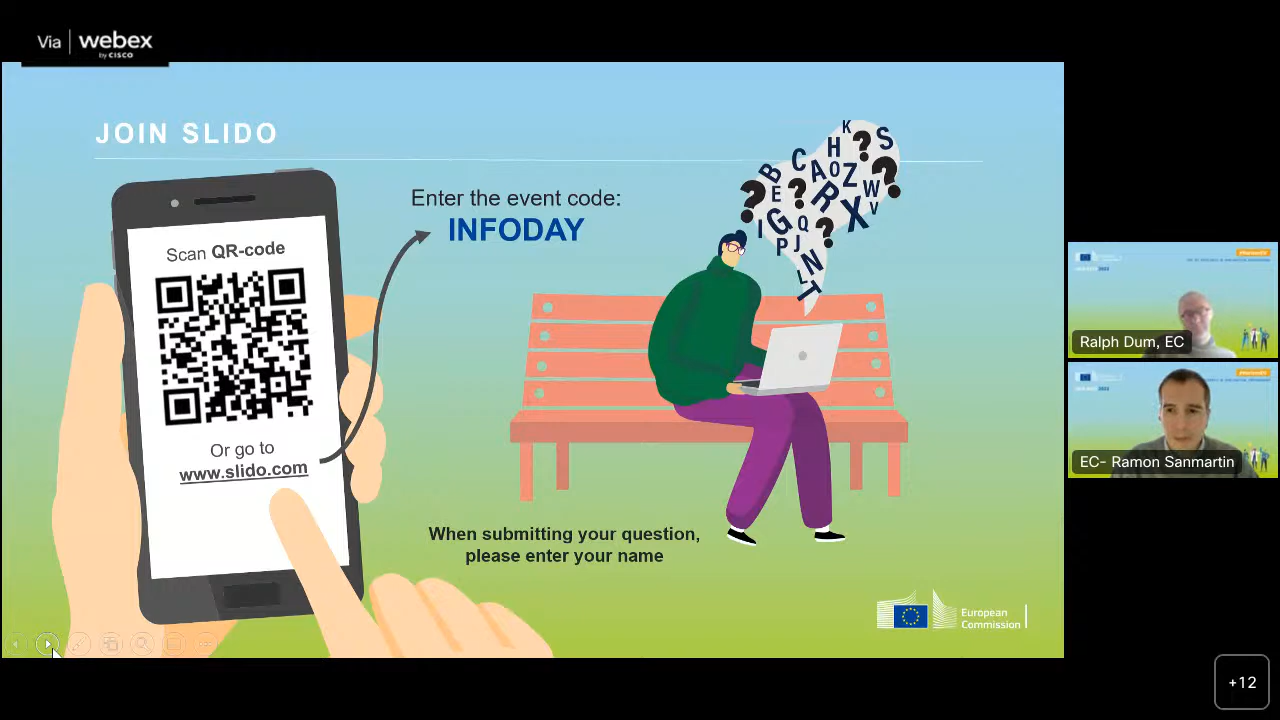 Via webex
by CISCO
JOIN SLIDO
Enter the event code:
INFODAY
Scan QR-code
Or go to
www.slido.com
K
S
H
?
C
A
O
Z
?
B
E
?
R
W
?
X
V
I
G
Q
?
P
J
N
L
T
When submitting your question,
please enter your name
European
Commission
Ralph Dum, EC
EC- Ramon Sanmartin
+12